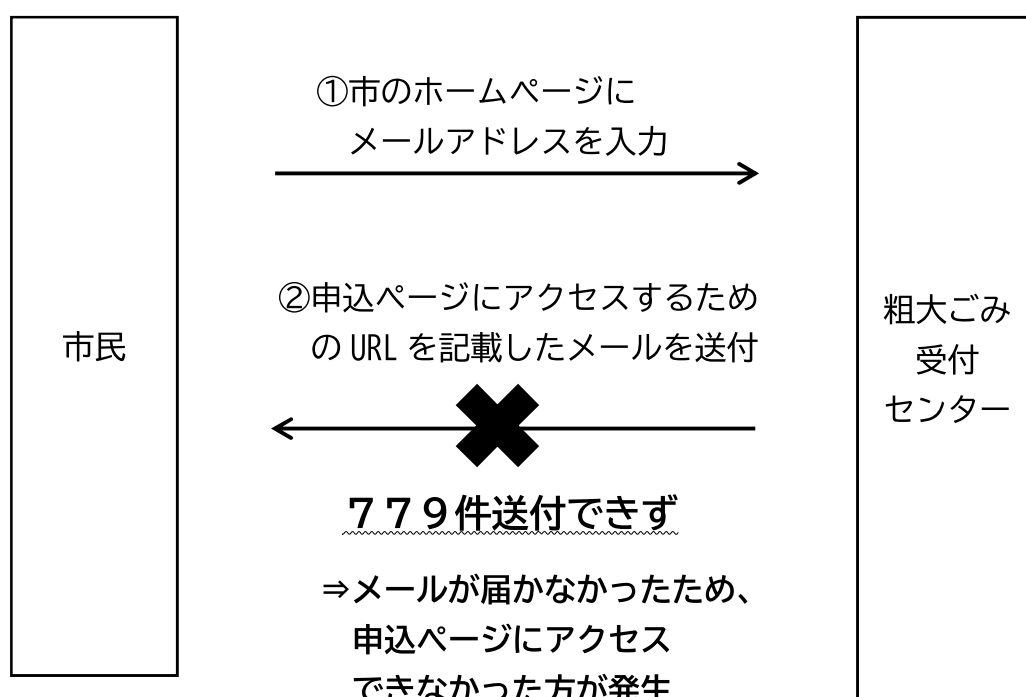 ①市のホームページに
メールアドレスを入力
②申込ページにアクセスするため
の URL を記載したメールを送付
市民
粗大ごみ
受付
センター
７７９件送付できず
⇒メールが届かなかったため、
申込ページにアクセス
できなかった方が発生